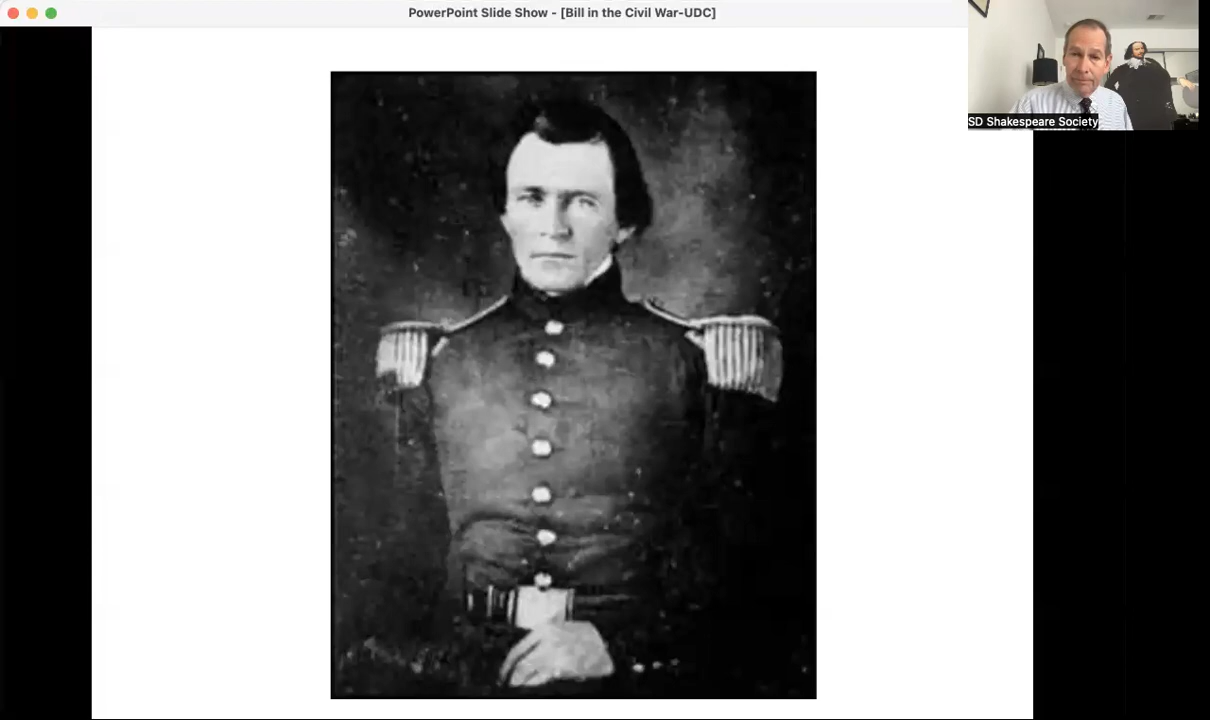 PowerPoint Slide Show - [Bill in the Civil War-UDC]
SD Shakespeare Society